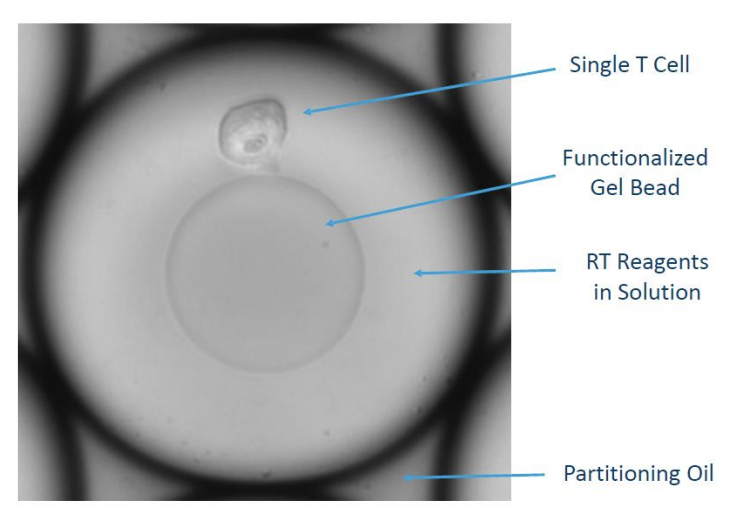 Single T Cell
Functionalized
Gel Bead
RT Reagents
in Solution
Partitioning Oil